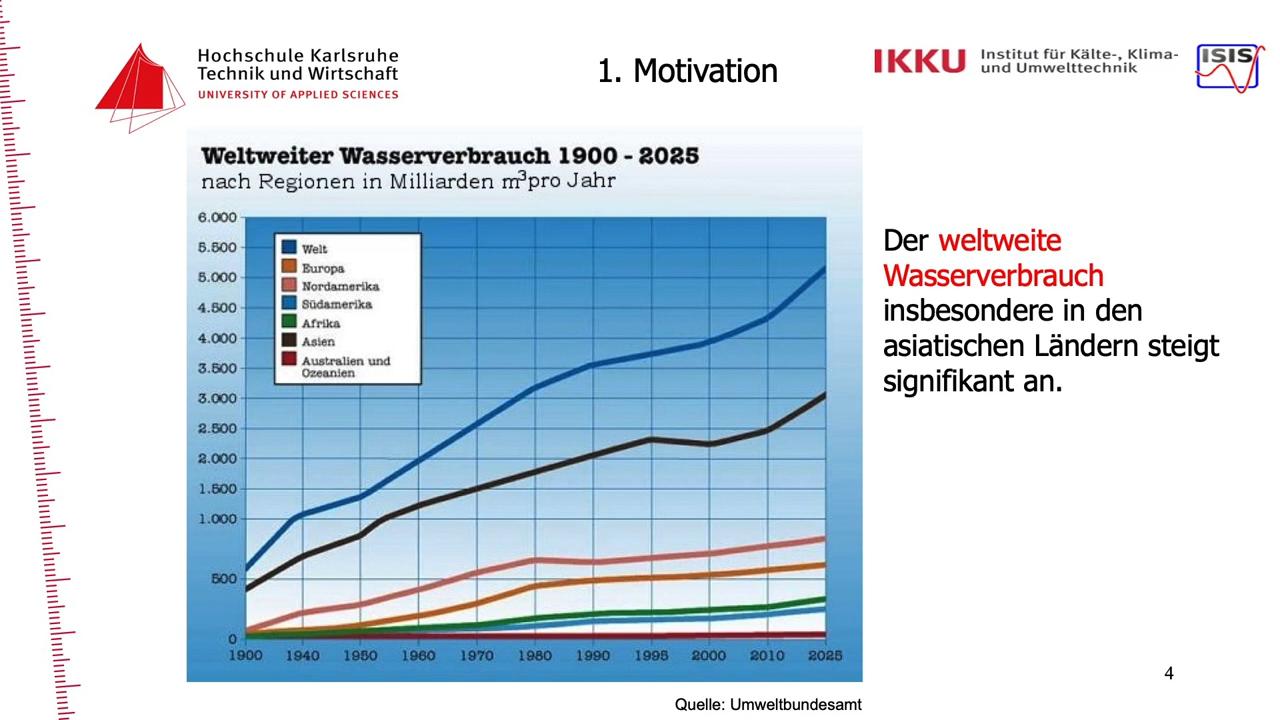 Hochschule Karlsruhe
Technik und Wirtschaft
UNIVERSITY OF APPLIED SCIENCES
1. Motivation
IKKU Institut für Kälte-, Klima-
und Umwelttechnik
ISIS
Weltweiter Wasserverbrauch 1900 - 2025
nach Regionen in Milliarden m³ pro Jahr
6.000
5.500
5.000
4.500
4.000
3.500
3.000
2.500
2.000
1.500
1.000
500
0
Welt
Europa
Nordamerika
Südamerika
Afrika
Asien
Australien und
Ozeanien
1900 1940 1950 1960 1970 1980 1990 1995 2000 2010 2025
Der weltweite
Wasserverbrauch
insbesondere in den
asiatischen Ländern steigt
signifikant an.
4
Quelle: Umweltbundesamt